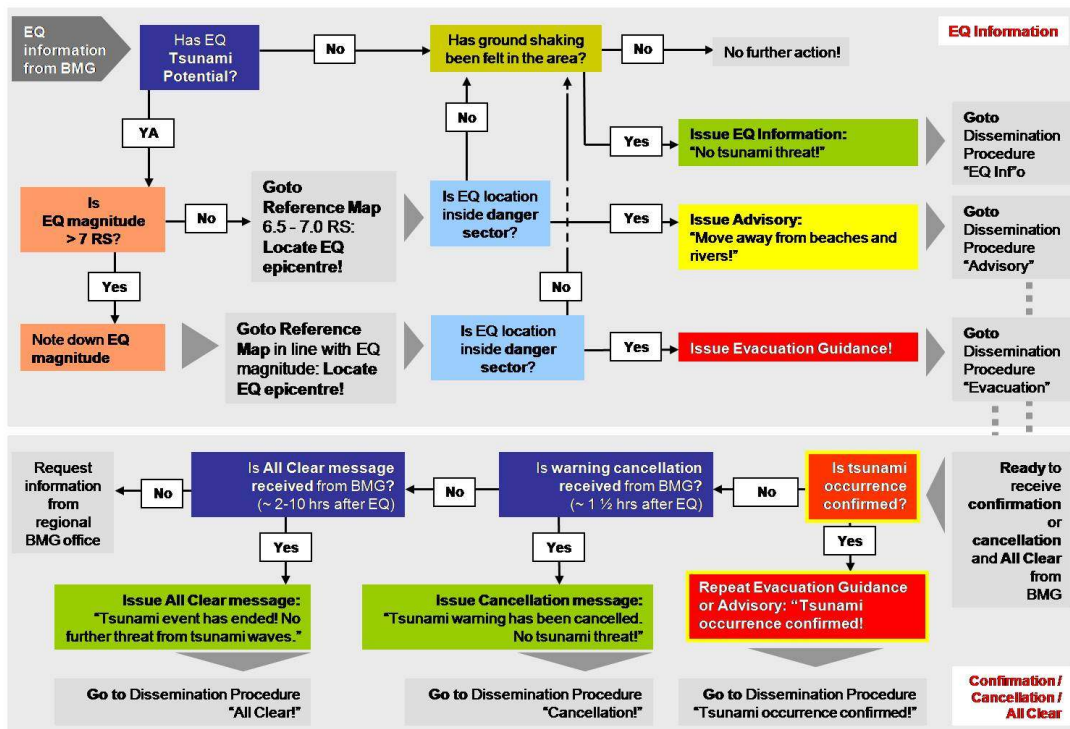 EQ
information
from BMG
Has EQ
Tsunami
Potential?
No
Has ground shaking
been felt in the area?
No
No further action!
EQ Information
YA
No
Yes
Issue EQ Information:
“No tsunami threat!”
Goto
Dissemination
Procedure
“EQ Inf”o
Is
EQ magnitude
> 7 RS?
No
Goto
Reference Map
6.5 - 7.0 RS:
Locate EQ
epicentre!
Is EQ location
inside danger
sector?
Yes
Issue Advisory:
“Move away from beaches and
rivers!”
Goto
Dissemination
Procedure
“Advisory”
Yes
No
Note down EQ
magnitude
Goto Reference
Map in line with EQ
magnitude: Locate
EQ epicentre!
Is EQ location
inside danger
sector?
Yes
Issue Evacuation Guidance!
Goto
Dissemination
Procedure
“Evacuation”
Request
information
from
regional
BMG office
No
Is All Clear message
received from BMG?
(~ 2-10 hrs after EQ)
No
Is warning cancellation
received from BMG?
(~ 1 ½ hrs after EQ)
No
Is tsunami
occurrence
confirmed?
Ready to
receive
confirmation
or
cancellation
and All Clear
from
BMG
Yes
Yes
Yes
Issue All Clear message:
“Tsunami event has ended! No
further threat from tsunami waves.”
Issue Cancellation message:
“Tsunami warning has been cancelled.
No tsunami threat!”
Repeat Evacuation Guidance
or Advisory: “Tsunami
occurrence confirmed!
Go to Dissemination Procedure
“All Clear!”
Go to Dissemination Procedure
“Cancellation!”
Go to Dissemination Procedure
“Tsunami occurrence confirmed!”
Confirmation /
Cancellation /
All Clear